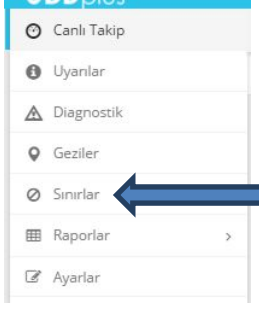 Canlı Takip
Uyarılar
Diagnostik
Geziler
Sınırlar
Raporlar
Ayarlar